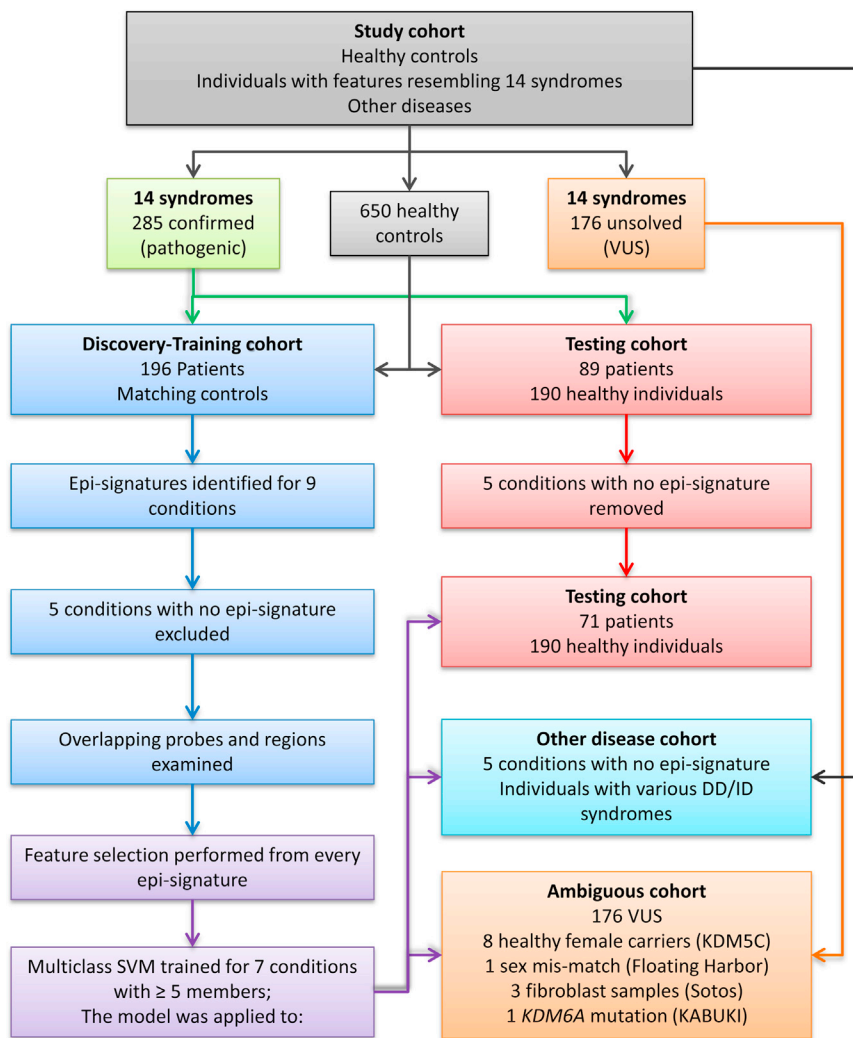 Study cohort
Healthy controls
Individuals with features resembling 14 syndromes
Other diseases
14 syndromes
285 confirmed
(pathogenic)
650 healthy
controls
14 syndromes
176 unsolved
(VUS)
Discovery-Training cohort
196 Patients
Matching controls
Testing cohort
89 patients
190 healthy individuals
Epi-signatures identified for 9
conditions
5 conditions with no epi-signature
removed
5 conditions with no epi-signature
excluded
Testing cohort
71 patients
190 healthy individuals
Overlapping probes and regions
examined
Other disease cohort
5 conditions with no epi-signature
Individuals with various DD/ID
syndromes
Feature selection performed from every
epi-signature
Multiclass SVM trained for 7 conditions
with ≥ 5 members;
The model was applied to:
Ambiguous cohort
176 VUS
8 healthy female carriers (KDM5C)
1 sex mis-match (Floating Harbor)
3 fibroblast samples (Sotos)
1 KDM6A mutation (KABUKI)